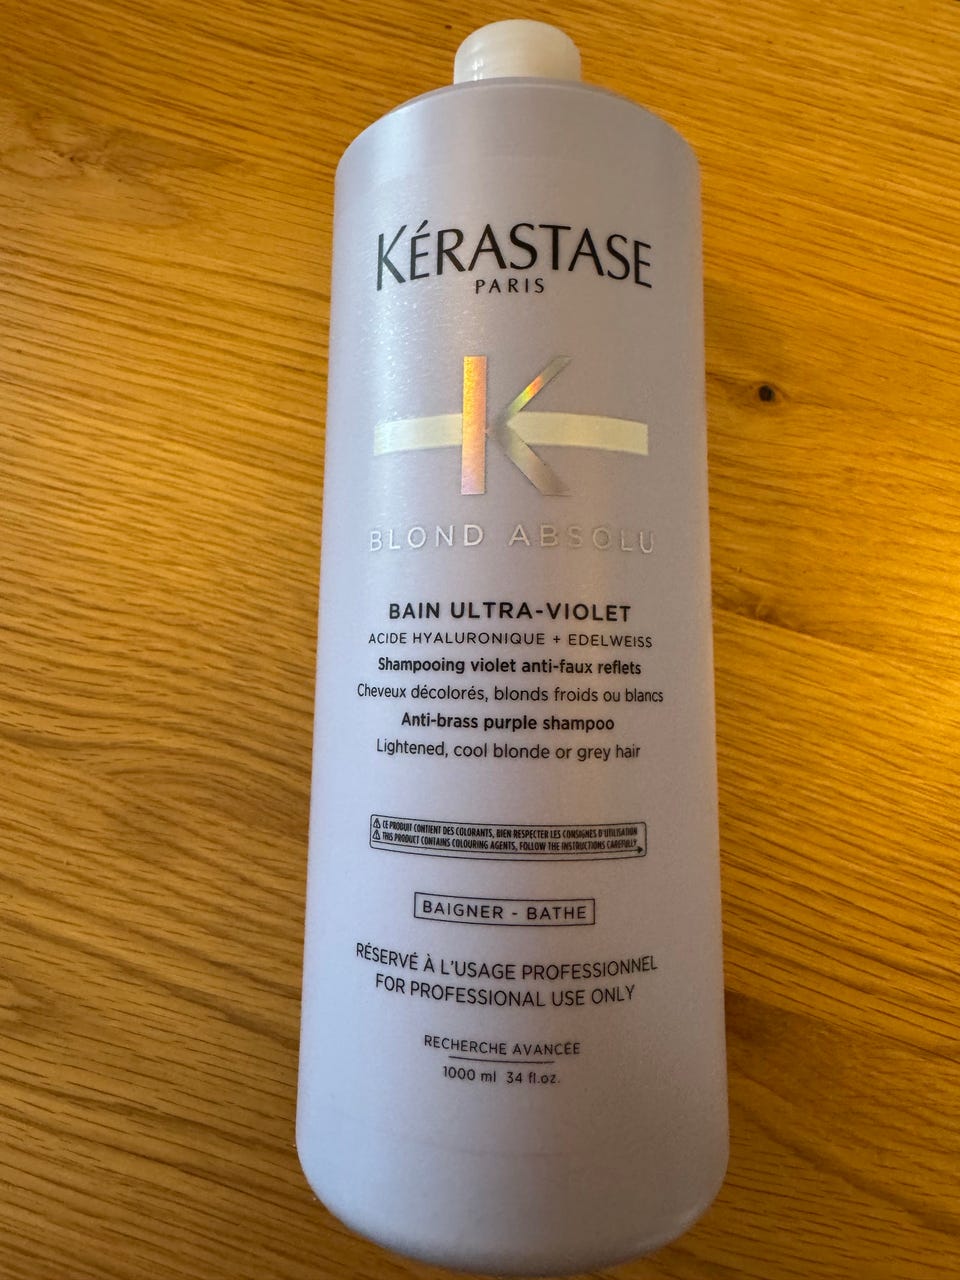 KÉRASTASE
PARIS
K
BLOND ABSOLU
BAIN ULTRA-VIOLET
ACIDE HYALURONIQUE + EDELWEISS
Shampooing violet anti-faux reflets
Cheveux décolorés, blonds froids ou blancs
Anti-brass purple shampoo
Lightened, cool blonde or grey hair
CE PRODUIT CONTIENT DES COLORANTS, BIEN RESPECTER LES CONSIGNES D'UTILISATION
THIS PRODUCT CONTAINS COLOURING AGENTS, FOLLOW THE INSTRUCTIONS CAREFULLY
BAIGNER - BATHE
RÉSERVÉ À L'USAGE PROFESSIONNEL
FOR PROFESSIONAL USE ONLY
RECHERCHE AVANCÉE
1000 ml 34 fl.oz.